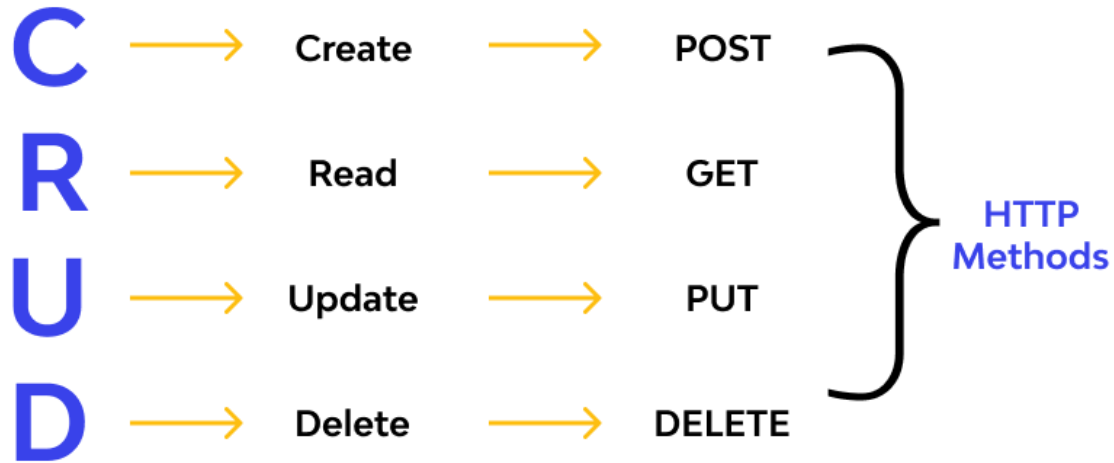 C Create POST
R Read GET
U Update PUT
D Delete DELETE
HTTP
Methods